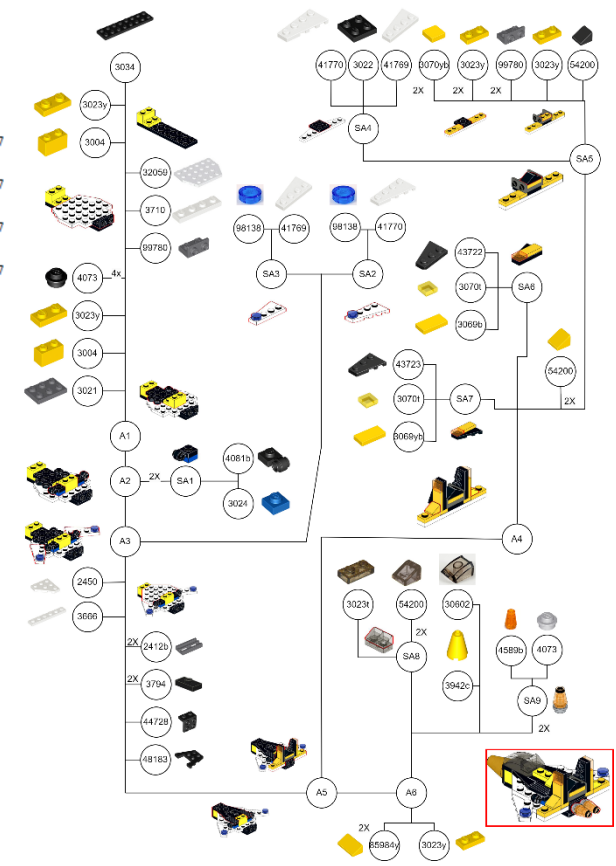 3034
41770 3022 41769 3070yb 3023y 99780 3023y 54200
2X 2X 2X
3023y
SA4
3004
SA5
32059
3710
98138 41769 98138 41770
99780
43722
SA3 SA2
4073 4x
3070t SA6
3023y
3069b
3004
43723
54200
3021
3070t SA7 2X
A1
3069yb
4081b
A2 2X SA1
3024
A3 A4
2450
3666
3023t 54200 30602
2X
2X 2412b
SA8
4589b 4073
2X 3794
3942c
SA9
44728
2X
48183
A5 A6
2X
85984y 3023y